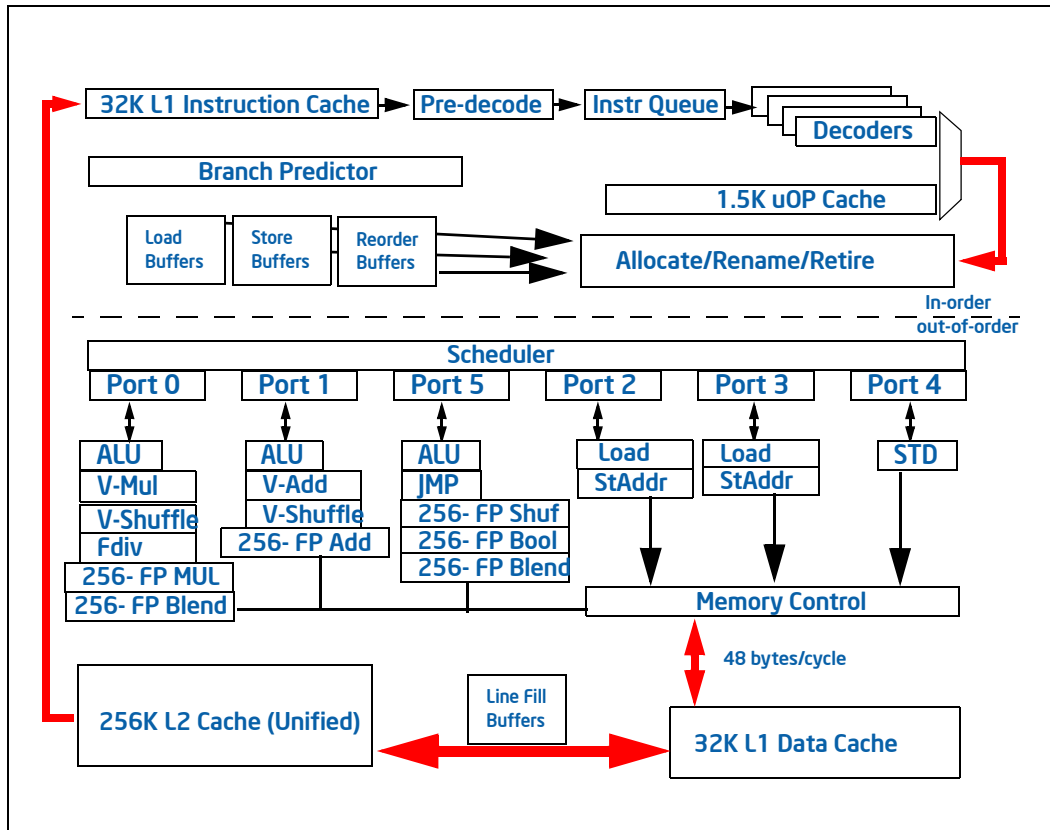 32K L1 Instruction Cache
Pre-decode
Instr Queue
Decoders
Branch Predictor
1.5K uOP Cache
Load
Buffers
Store
Buffers
Reorder
Buffers
Allocate/Rename/Retire
In-order
out-of-order
Scheduler
Port 0
Port 1
Port 5
Port 2
Port 3
Port 4
ALU
V-Mul
V-Shuffle
Fdiv
256- FP MUL
256- FP Blend
ALU
V-Add
V-Shuffle
256- FP Add
ALU
JMP
256- FP Shuf
256- FP Bool
256- FP Blend
Load
StAddr
Load
StAddr
STD
Memory Control
48 bytes/cycle
256K L2 Cache (Unified)
Line Fill
Buffers
32K L1 Data Cache